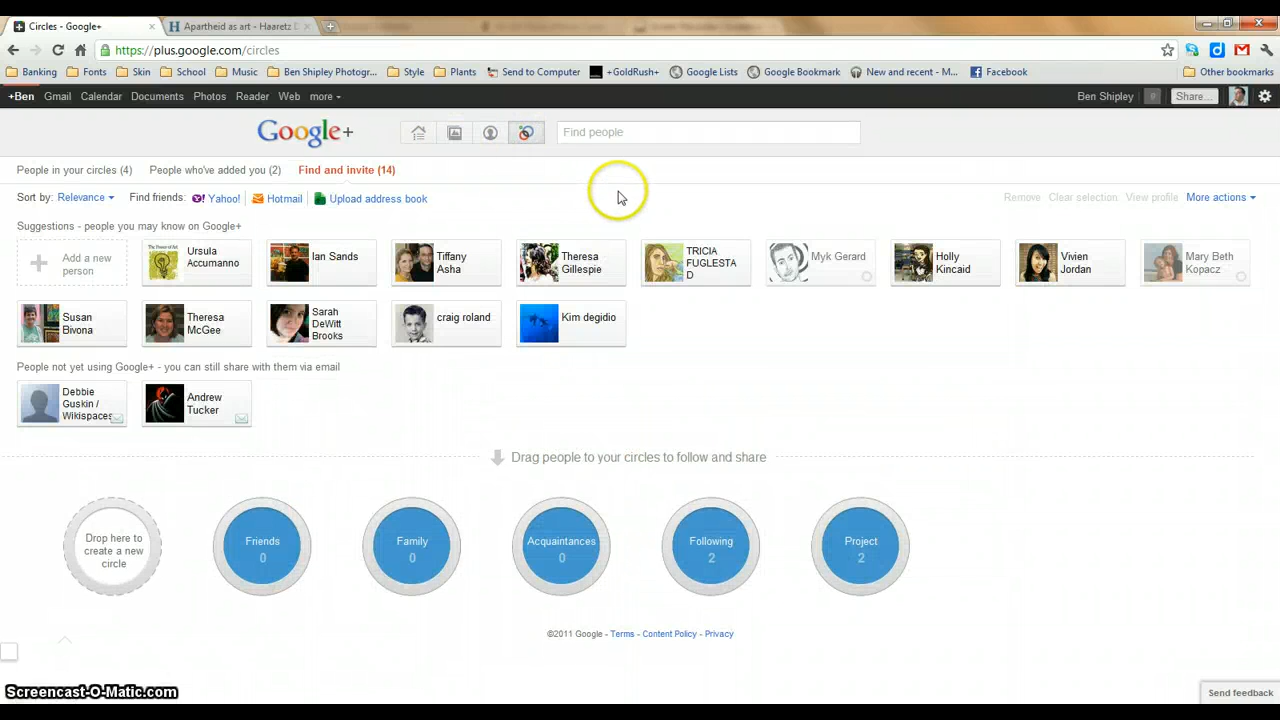 Circles - Google+
Apartheid as art - Haaretz D
https://plus.google.com/circles
Banking Fonts Skin School Music Ben Shipley Photogr... Style Plants Send to Computer +GoldRush+ Google Lists Google Bookmark New and recent - M... Facebook Other bookmarks
+Ben Gmail Calendar Documents Photos Reader Web more Ben Shipley 0 Share...
Google+ Find people
People in your circles (4) People who've added you (2) Find and invite (14)
Sort by: Relevance Find friends: Yahoo! Hotmail Upload address book Remove Clear selection View profile More actions
Suggestions - people you may know on Google+
Add a new
person
Ursula
Accumanno
Ian Sands
Tiffany
Asha
Theresa
Gillespie
TRICIA
FUGLESTA
D
Myk Gerard
Holly
Kincaid
Vivien
Jordan
Mary Beth
Kopacz
Susan
Bivona
Theresa
McGee
Sarah
DeWitt
Brooks
craig roland
Kim degidio
People not yet using Google+ - you can still share with them via email
Debbie
Guskin /
Wikispaces
Andrew
Tucker
Drag people to your circles to follow and share
Drop here to
create a new
circle
Friends
0
Family
0
Acquaintances
0
Following
2
Project
2
©2011 Google - Terms - Content Policy - Privacy
Screencast-O-Matic.com
Send feedback